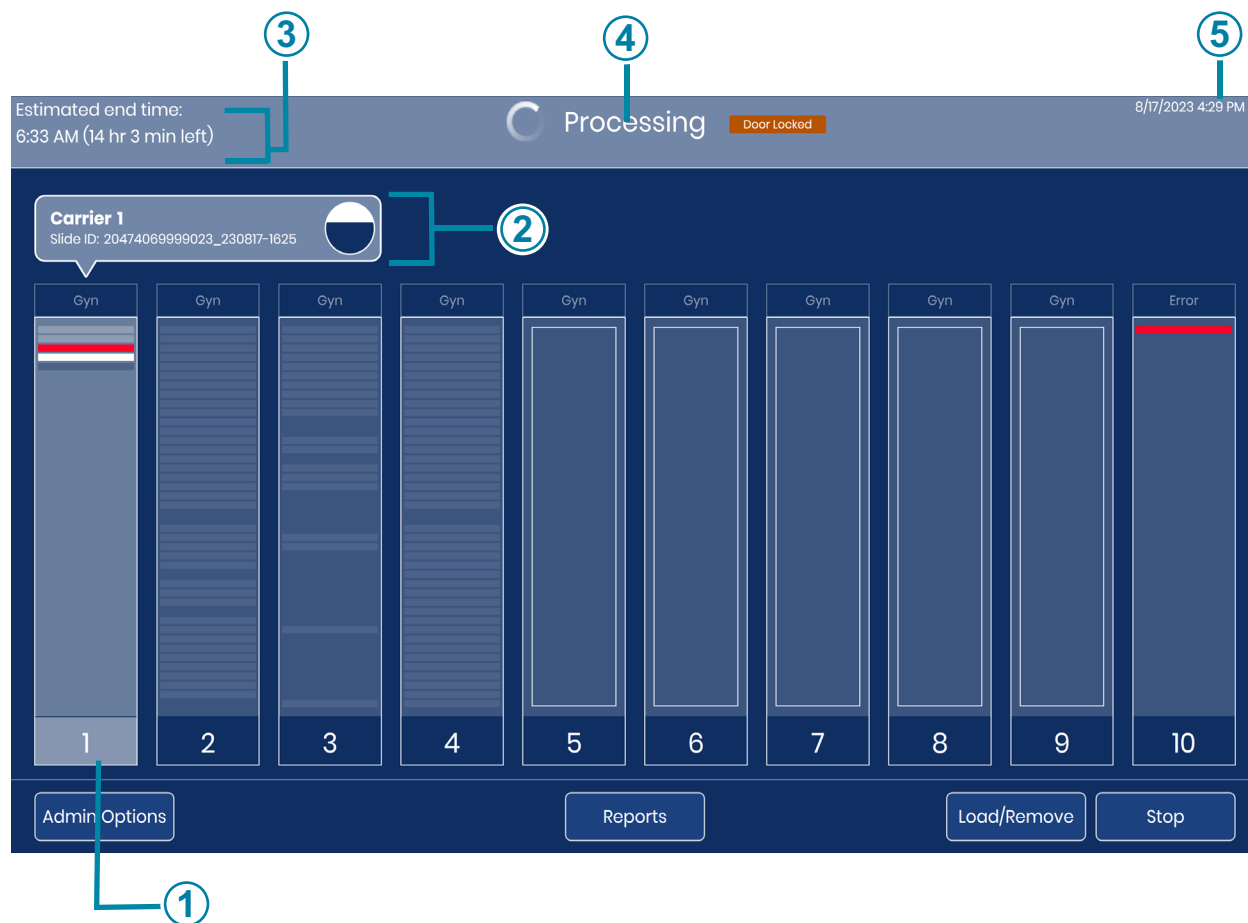 3
4
5
Estimated end time:
6:33 AM (14 hr 3 min left)
Processing
Door Locked
8/17/2023 4:29 PM
Carrier 1
Slide ID: 20474069999023_230817-1625
2
Gyn Gyn Gyn Gyn Gyn Gyn Gyn Gyn Gyn Error
1 2 3 4 5 6 7 8 9 10
Admin Options
Reports
Load/Remove
Stop
1